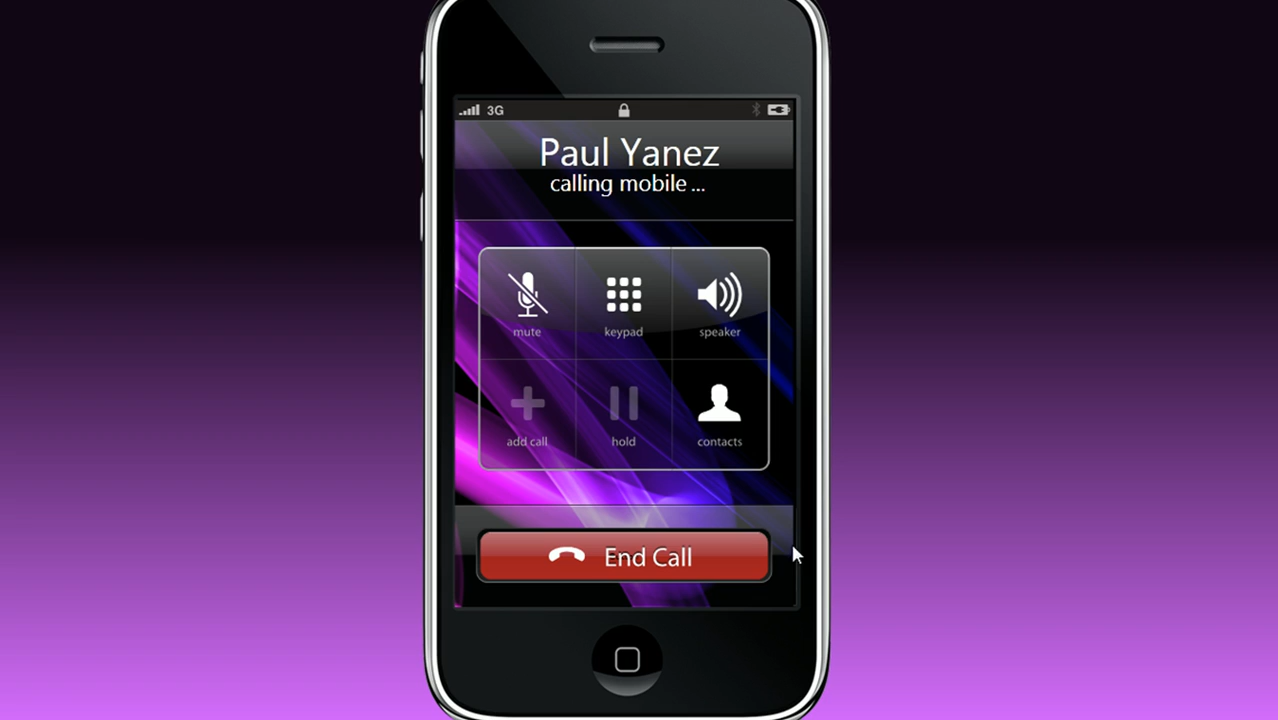 3G
Paul Yanez
calling mobile ...
mute keypad speaker
add call hold contacts
End Call